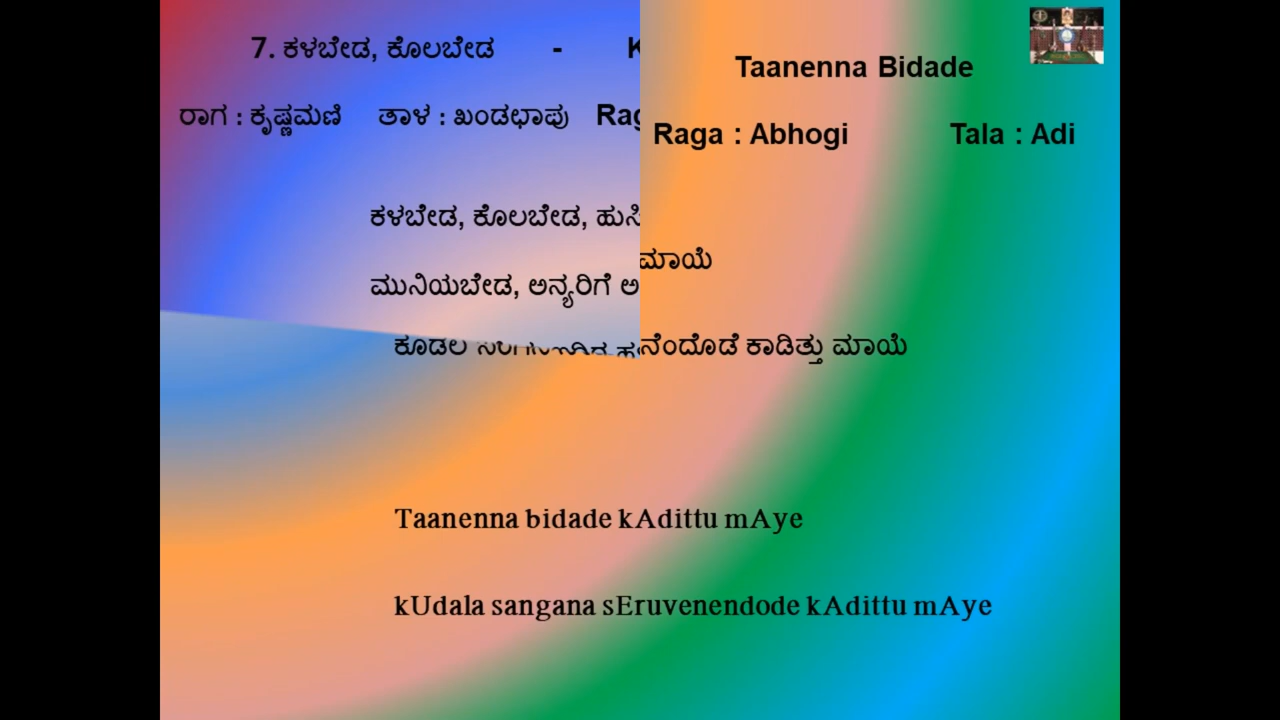 7. ಕಳಬೇಡ, ಕೊಲಬೇಡ -
Taanenna Bidade
ರಾಗ : ಕೃಷ್ಣಮಣಿ ತಾಳ : ಖಂಡಛಾಪು
Raga : Abhogi Tala : Adi
ಕಳಬೇಡ, ಕೊಲಬೇಡ,
ಮಾಯೆ
ಮುನಿಯಬೇಡ, ಅನ್ಯರಿಗೆ
ಕೂಡಲ
ನೆಂದೊಡೆ ಕಾಡಿತ್ತು ಮಾಯೆ
Taanenna bidade kAdittu mAye
kUdala sangana sEruvenendode kAdittu mAye